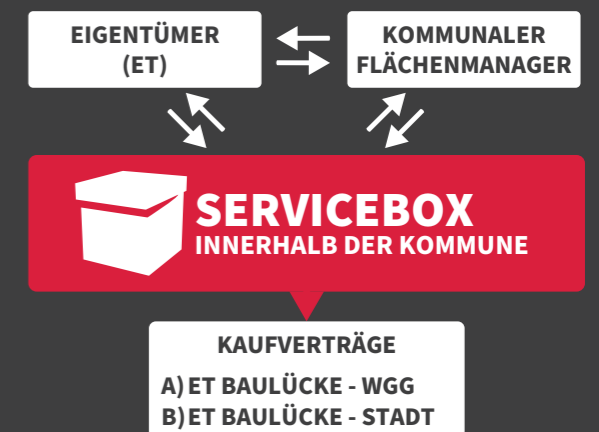 EIGENTÜMER
(ET)
KOMMUNALER
FLÄCHENMANAGER
SERVICEBOX
INNERHALB DER KOMMUNE
KAUFVERTRÄGE
A) ET BAULÜCKE - WGG
B) ET BAULÜCKE - STADT